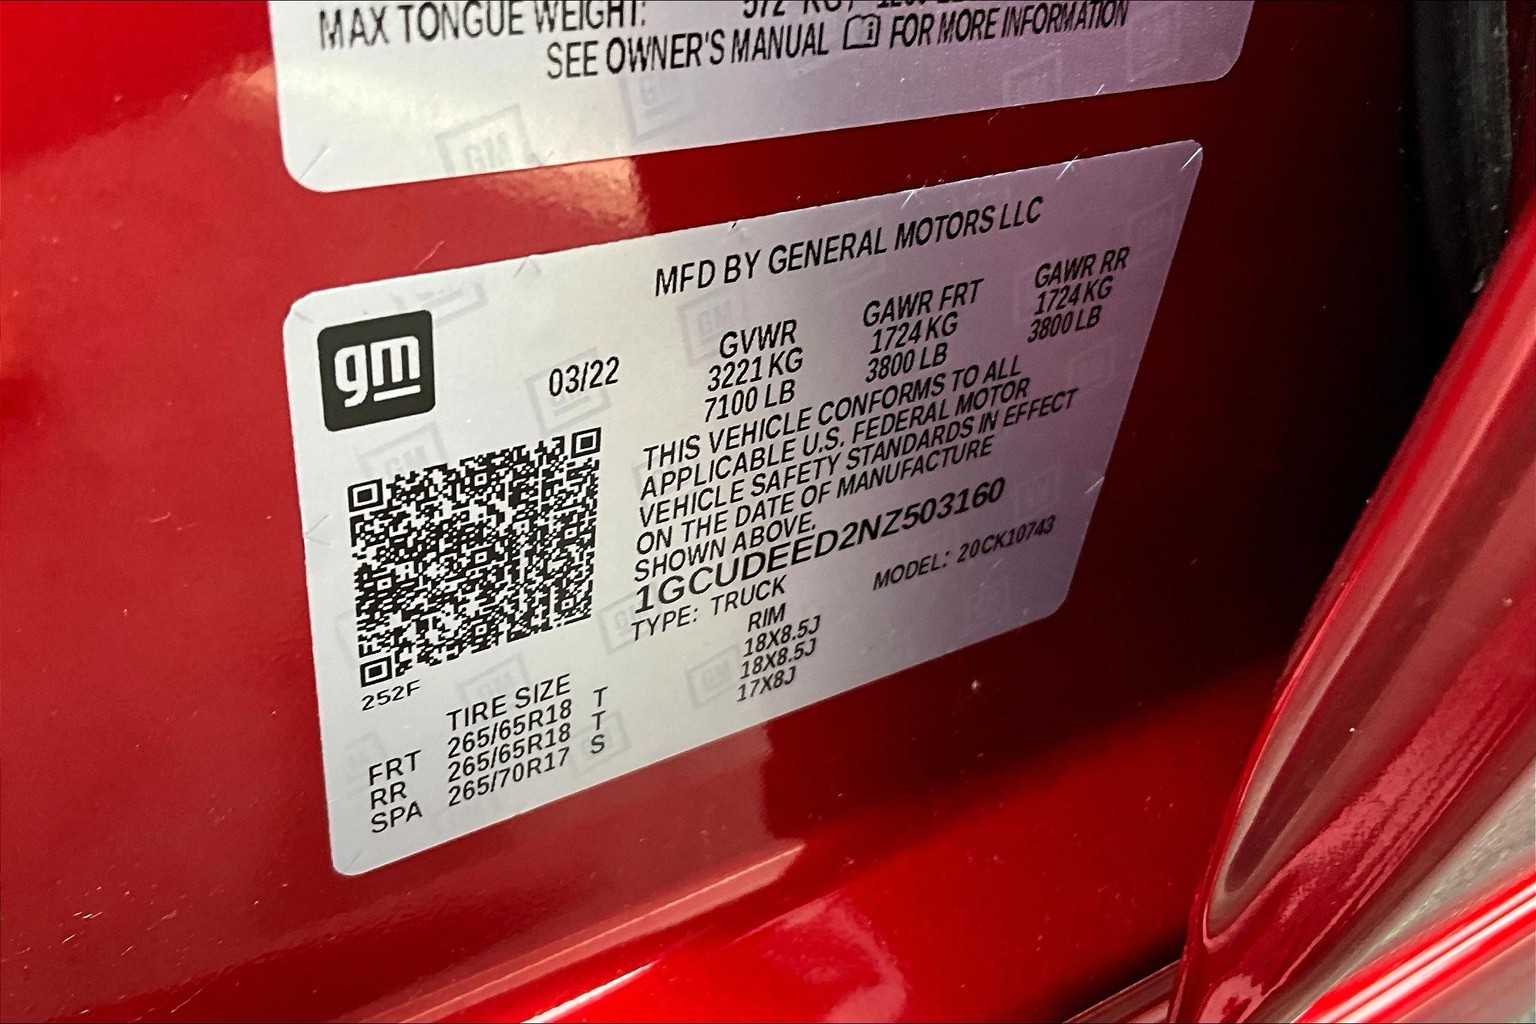 MAX TONGUE WEIGHT: 572 KG
SEE OWNER'S MANUAL FOR MORE INFORMATION
MFD BY GENERAL MOTORS LLC
gm
03/22
GVWR GAWR FRT GAWR RR
3221 KG 1724 KG 1724 KG
7100 LB 3800 LB 3800 LB
THIS VEHICLE CONFORMS TO ALL
APPLICABLE U.S. FEDERAL MOTOR
VEHICLE SAFETY STANDARDS IN EFFECT
ON THE DATE OF MANUFACTURE
SHOWN ABOVE.
1GCUDEED2NZ503160
TYPE: TRUCK MODEL: 20CK10743
252F
TIRE SIZE RIM
FRT 265/65R18 T 18X8.5J
RR 265/65R18 T 18X8.5J
SPA 265/70R17 S 17X8J